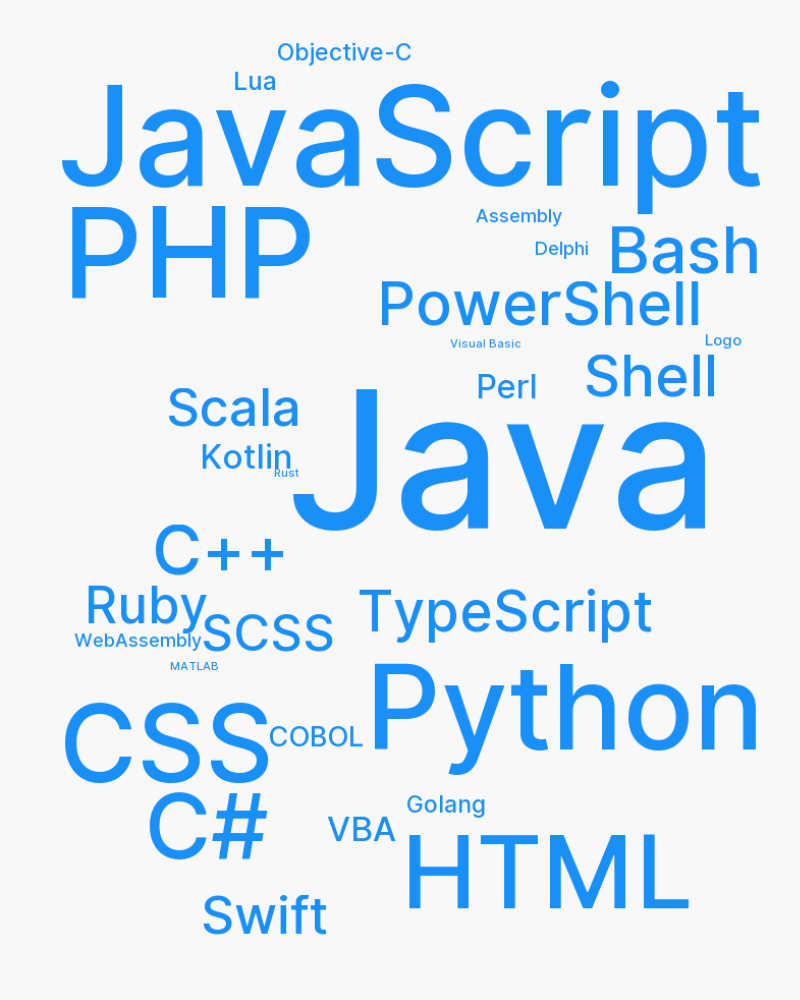 Objective-C
Lua
JavaScript
PHP
Assembly
Delphi
Bash
PowerShell
Visual Basic
Logo
Shell
Perl
Scala
Java
Kotlin
Rust
C++
Ruby
TypeScript
WebAssembly
SCSS
MATLAB
Python
CSS
COBOL
Golang
C#
VBA
HTML
Swift